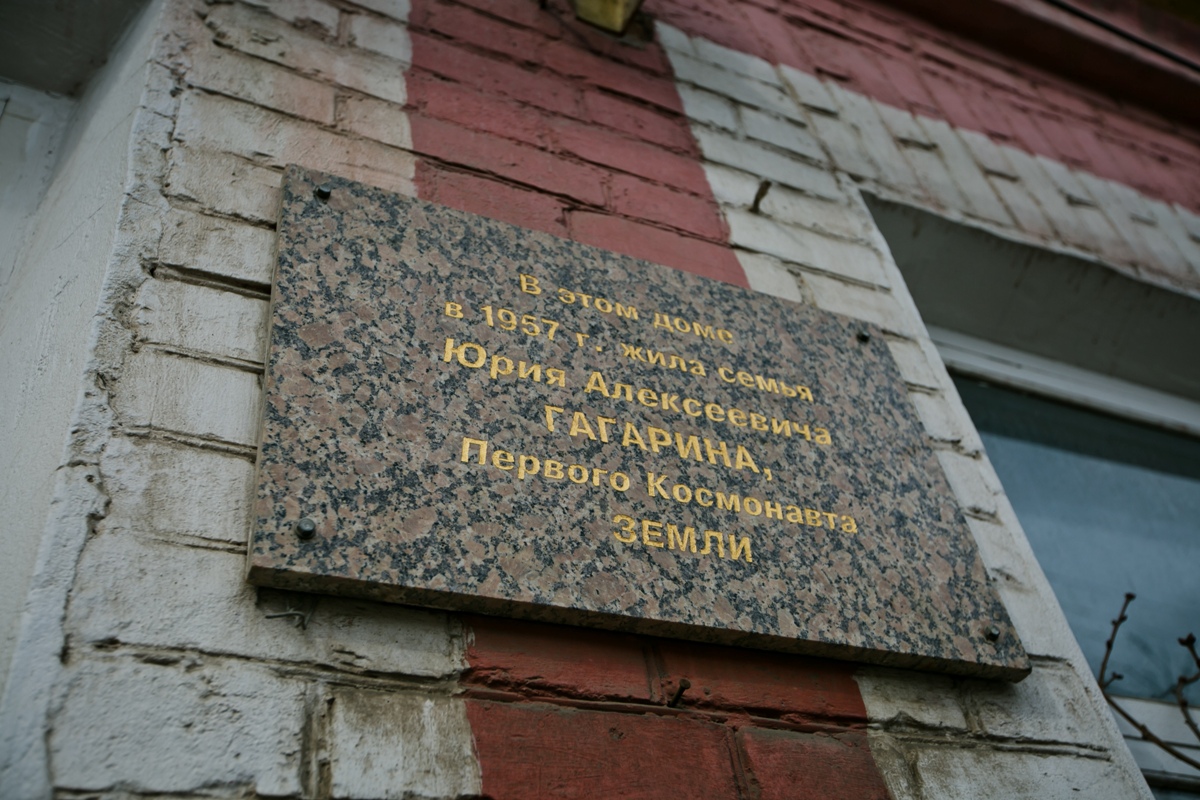 В этом доме
в 1957 г. жила семья
Юрия Алексеевича
ГАГАРИНА,
Первого Космонавта
ЗЕМЛИ